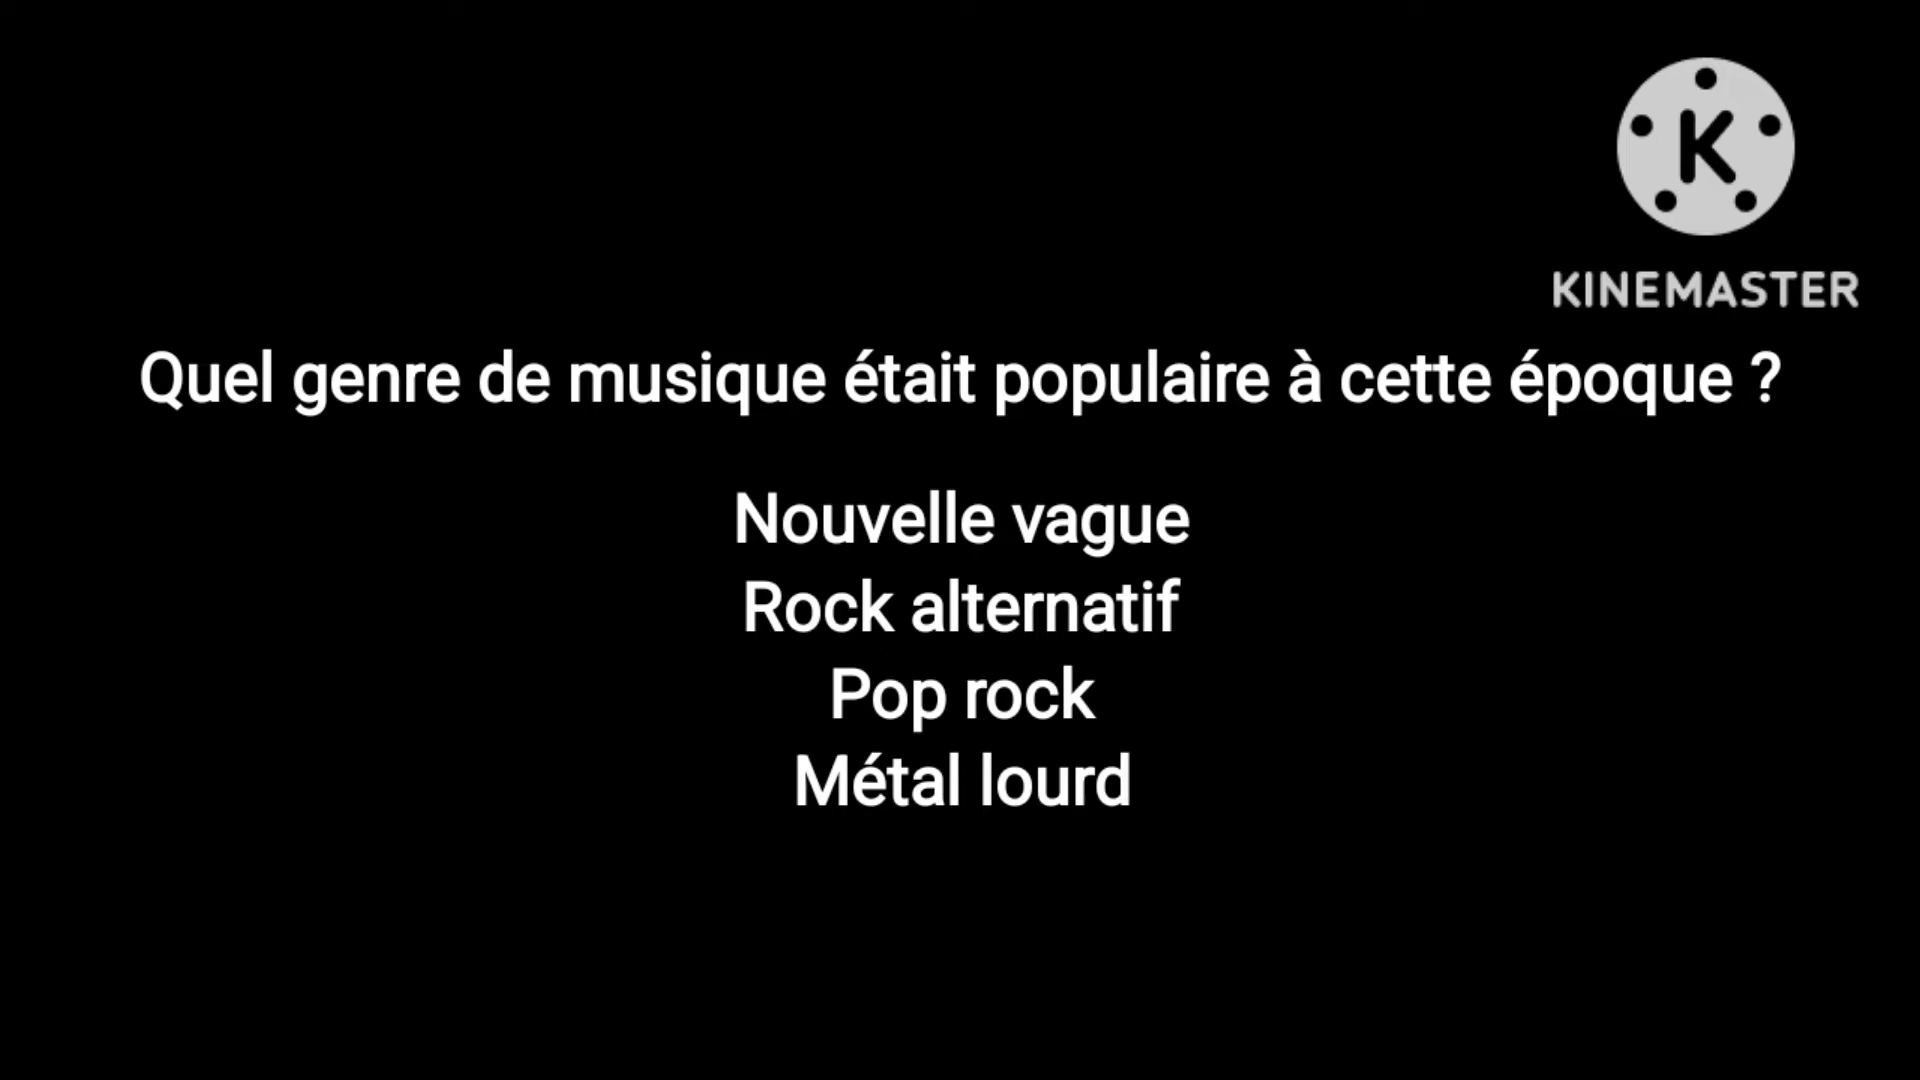 K
KINEMASTER
Quel genre de musique était populaire à cette époque ?
Nouvelle vague
Rock alternatif
Pop rock
Métal lourd